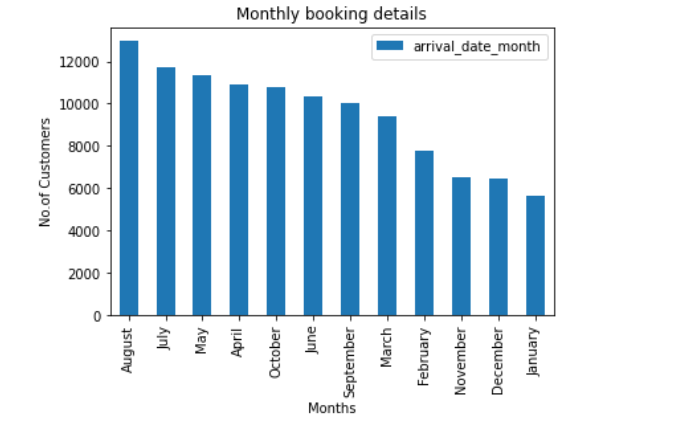 Monthly booking details
arrival_date_month
No.of Customers
12000
10000
8000
6000
4000
2000
0
August
July
May
April
October
June
September
March
February
November
December
January
Months